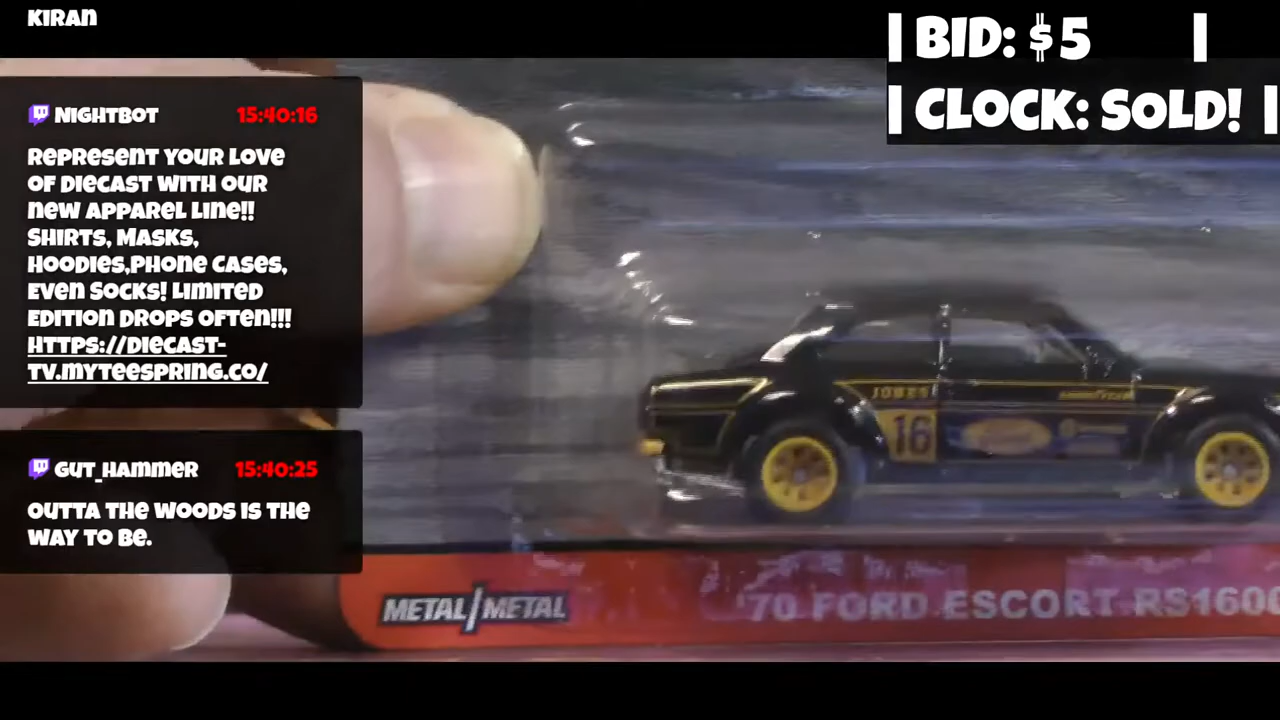 KIRAN
| BID: $5 |
| CLOCK: SOLD! |
NIGHTBOT 15:40:16
REPRESENT YOUR LOVE
OF DIECAST WITH OUR
NEW APPAREL LINE!!
SHIRTS, MASKS,
HOODIES,PHONE CASES,
EVEN SOCKS! LIMITED
EDITION DROPS OFTEN!!!
HTTPS://DIECAST-
TV.MYTEESPRING.CO/
GUT_HAMMER 15:40:25
OUTTA THE WOODS IS THE
WAY TO BE.
16
METAL/METAL
'70 FORD ESCORT RS1600